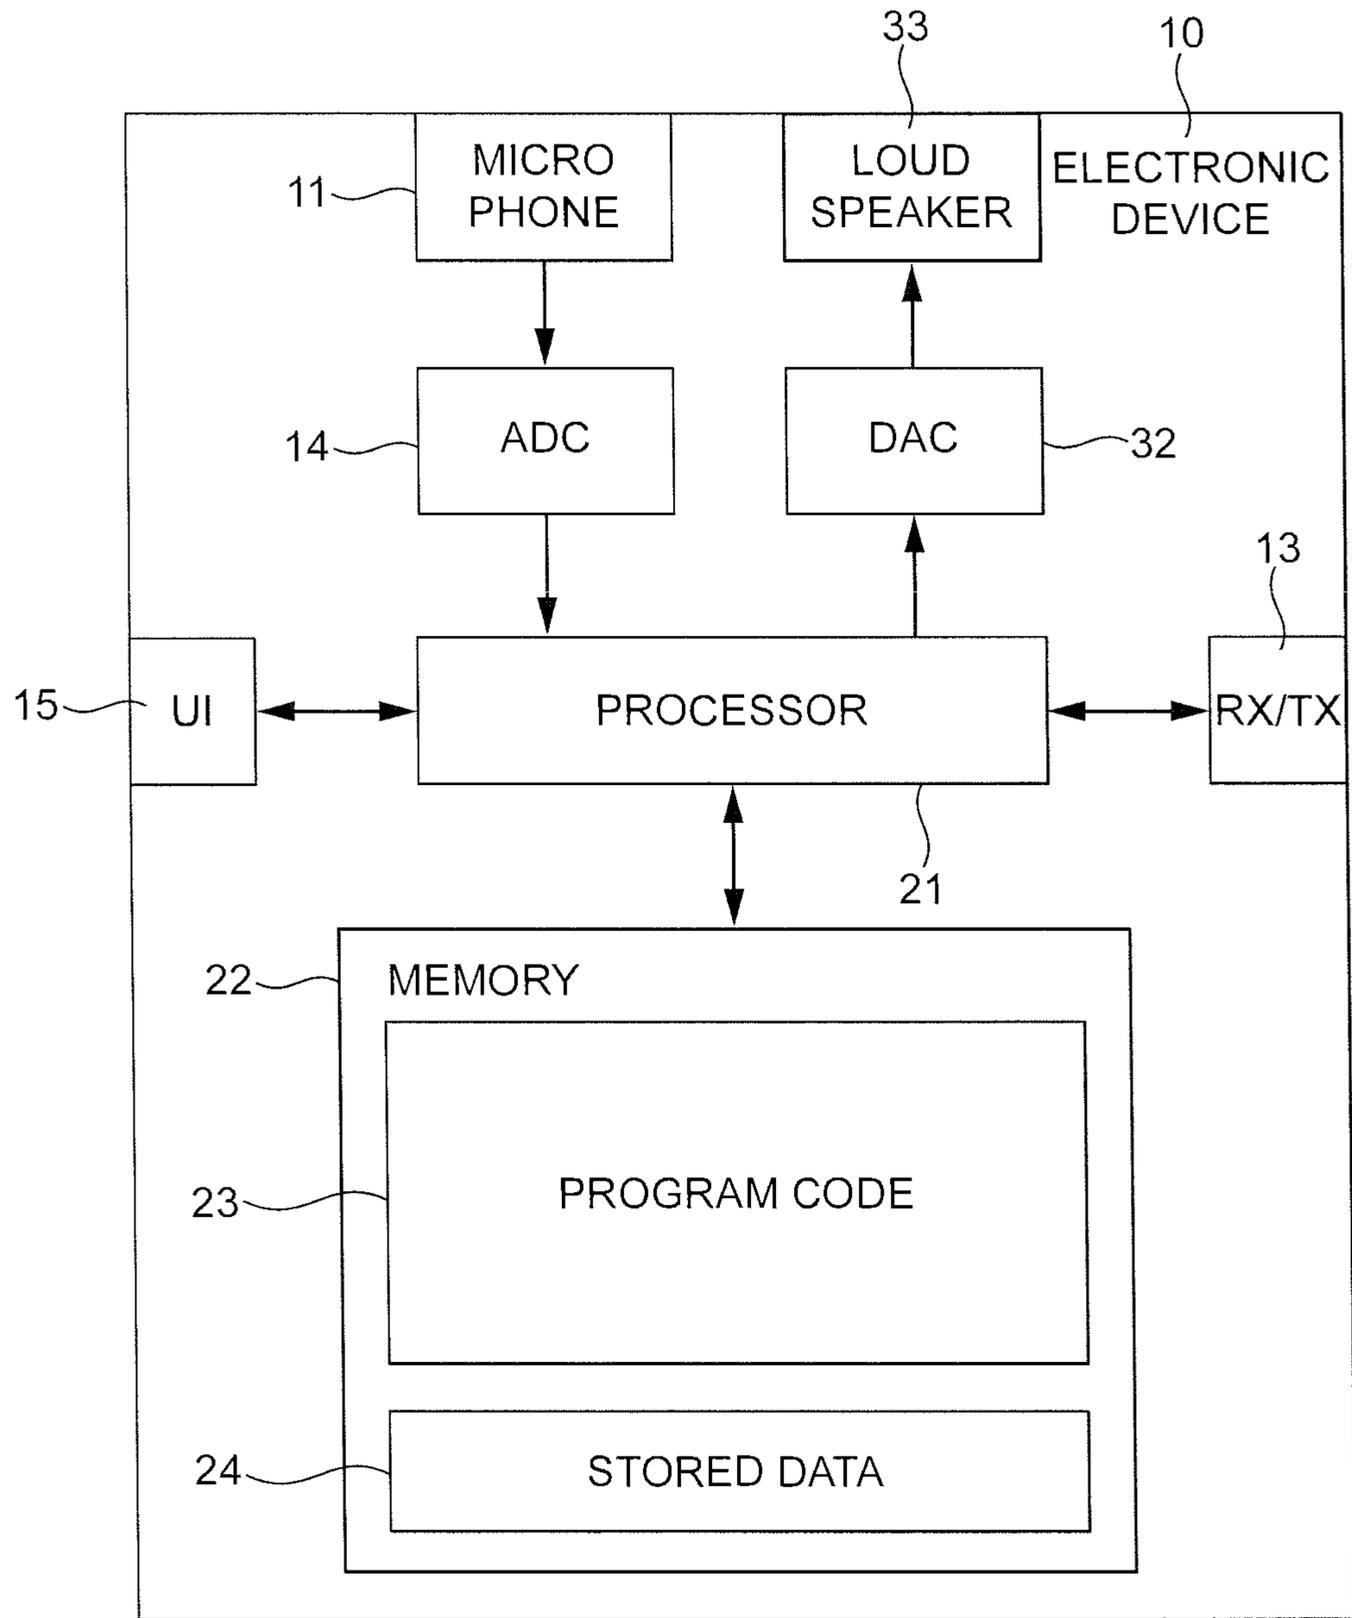 33
10
MICRO
PHONE
LOUD
SPEAKER
ELECTRONIC
DEVICE
11
ADC
DAC
14
32
13
15
UI
PROCESSOR
RX/TX
21
22
MEMORY
23
PROGRAM CODE
24
STORED DATA